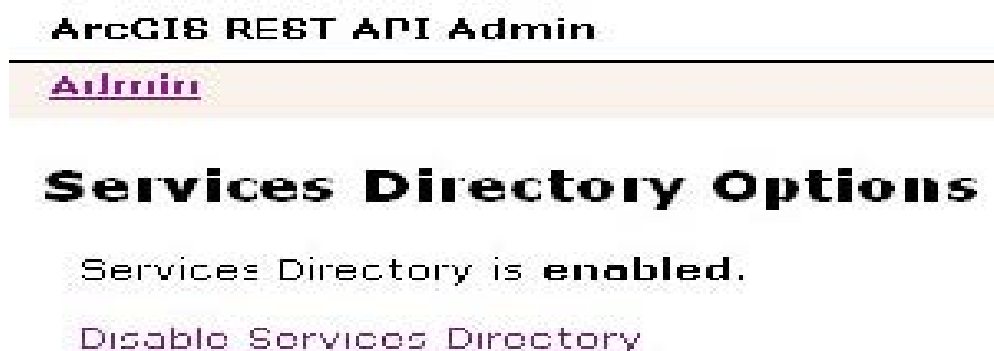 ArcGIS REST API Admin
Admin
Services Directory Options
Services Directory is enabled.
Disable Services Directory